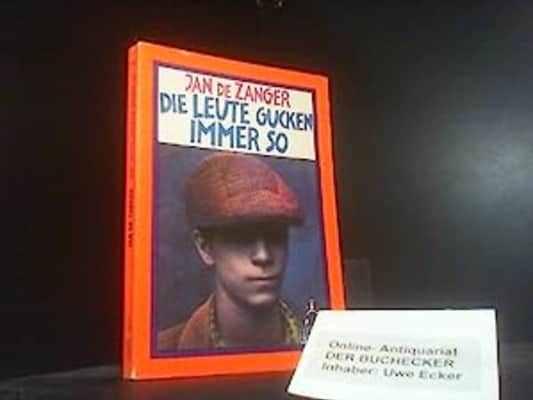 JAN DE ZANGER
DIE LEUTE GUCKEN
IMMER SO
Online- Antiquariat
DER BUCHECKER
Inhaber: Uwe Ecker